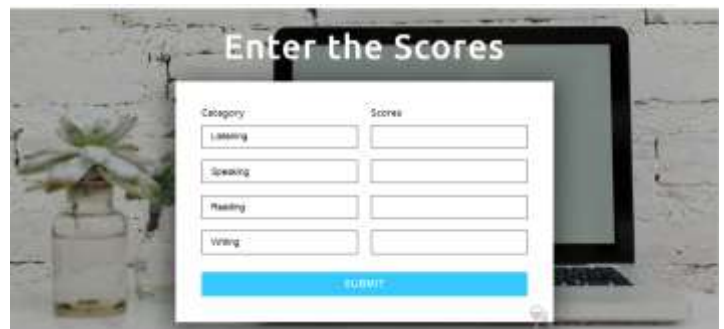 Enter the Scores
Category Scores
Listening
Speaking
Reading
Writing
SUBMIT